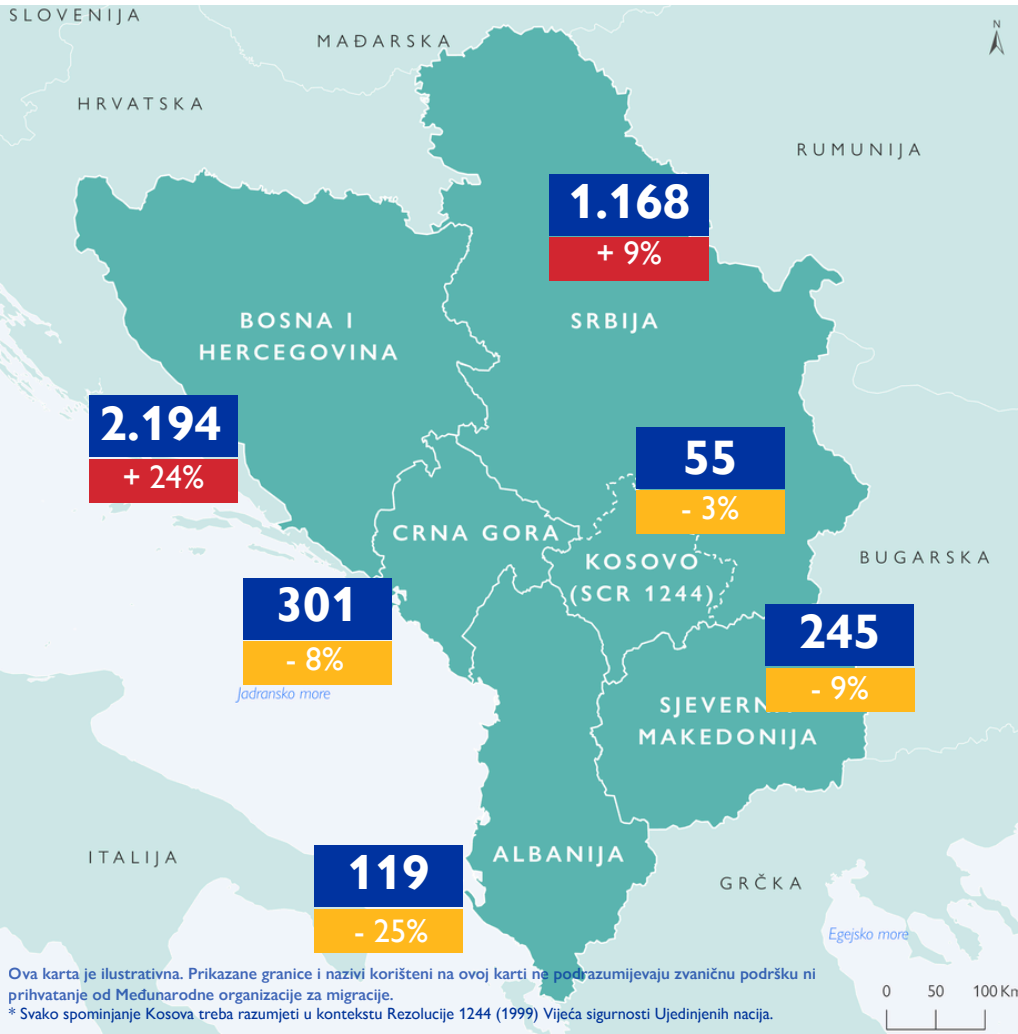 SLOVENIJA
MAĐARSKA
N
HRVATSKA
RUMUNIJA
1.168
+ 9%
BOSNA I
HERCEGOVINA
SRBIJA
2.194
+ 24%
55
- 3%
CRNA GORA
KOSOVO
(SCR 1244)
BUGARSKA
301
- 8%
Jadransko more
245
- 9%
SJEVERN
MAKEDONIJA
ITALIJA
119
- 25%
ALBANIJA
GRČKA
Egejsko more
Ova karta je ilustrativna. Prikazane granice i nazivi korišteni na ovoj karti ne podrazumijevaju zvaničnu podršku ni
prihvatanje od Međunarodne organizacije za migracije.
* Svako spominjanje Kosova treba razumjeti u kontekstu Rezolucije 1244 (1999) Vijeća sigurnosti Ujedinjenih nacija.
0 50 100 Km